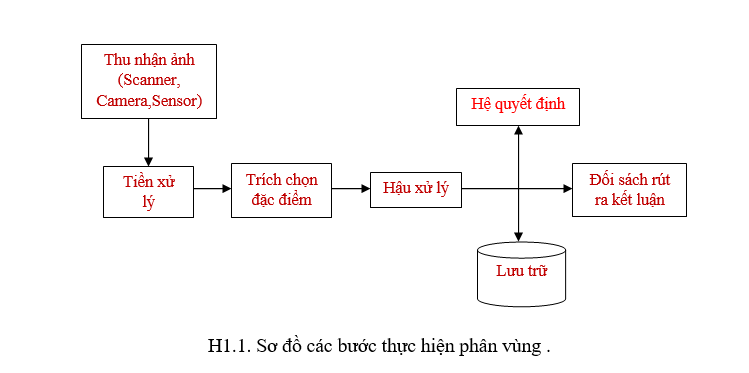 Thu nhận ảnh
(Scanner,
Camera,Sensor)
Hệ quyết định
Tiền xử
lý
Trích chọn
đặc điểm
Hậu xử lý
Đối sách rút
ra kết luận
Lưu trữ
H1.1. Sơ đồ các bước thực hiện phân vùng .